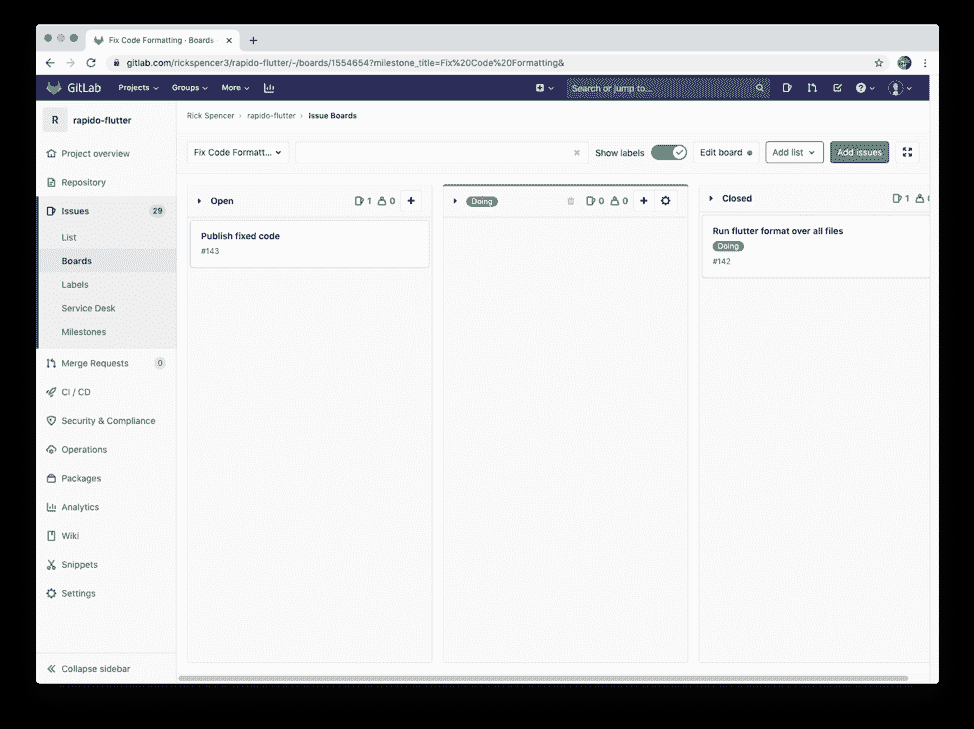 Fix Code Formatting · Boards
gitlab.com/rickspencer3/rapido-flutter/-/boards/1554654?milestone_title=Fix%20Code%20Formatting&
GitLab Projects Groups More Search or jump to...
R rapido-flutter
Rick Spencer › rapido-flutter › Issue Boards
Fix Code Formatt... Show labels Edit board Add list Add issues
Project overview
Repository
Issues 29
List
Boards
Labels
Service Desk
Milestones
Merge Requests 0
CI / CD
Security & Compliance
Operations
Packages
Analytics
Wiki
Snippets
Settings
Collapse sidebar
Open 1 0
Publish fixed code
#143
Doing 0 0
Closed 1 0
Run flutter format over all files
Doing
#142